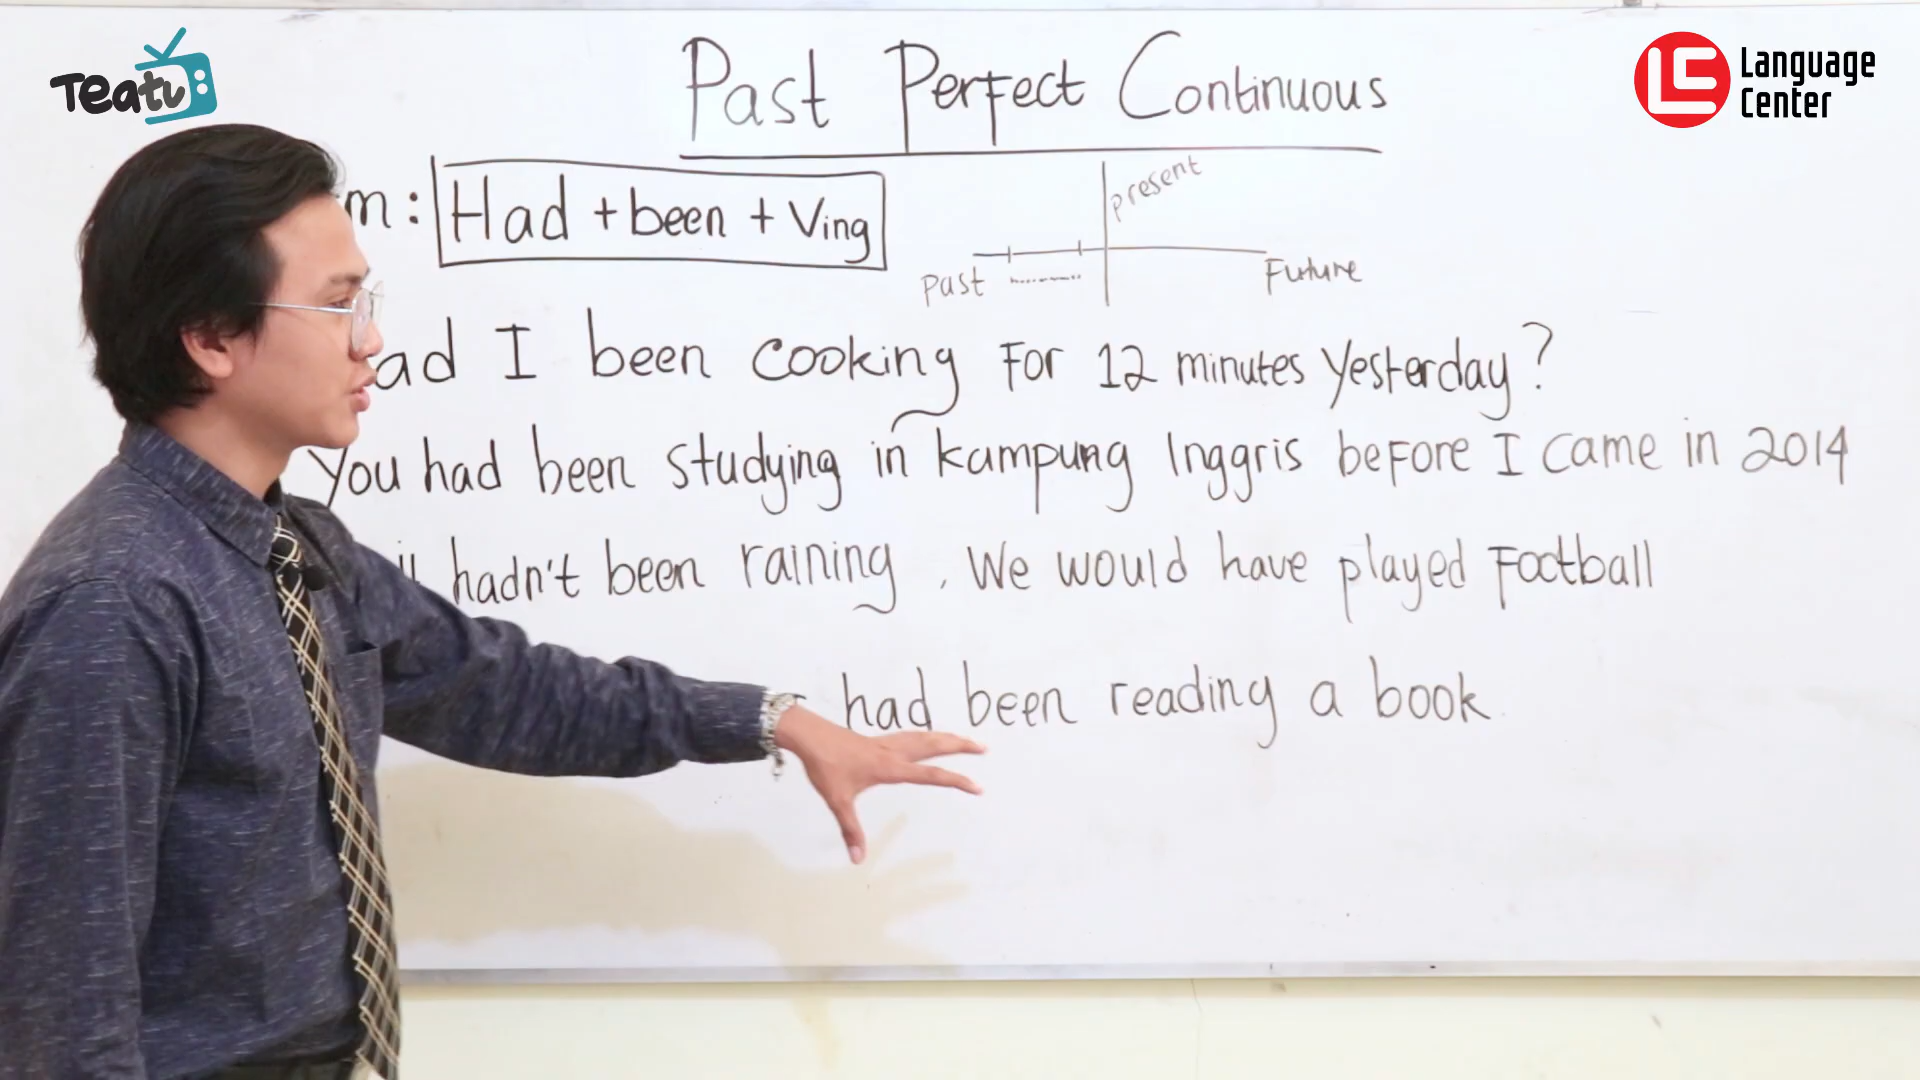 Teatv
LC Language Center
Past Perfect Continuous
: Had + been + Ving
present
Past
Future
I been cooking for 12 minutes yesterday?
You had been studying in Kampung Inggris before I came in 2014
hadn't been raining , We would have played Football
had been reading a book.